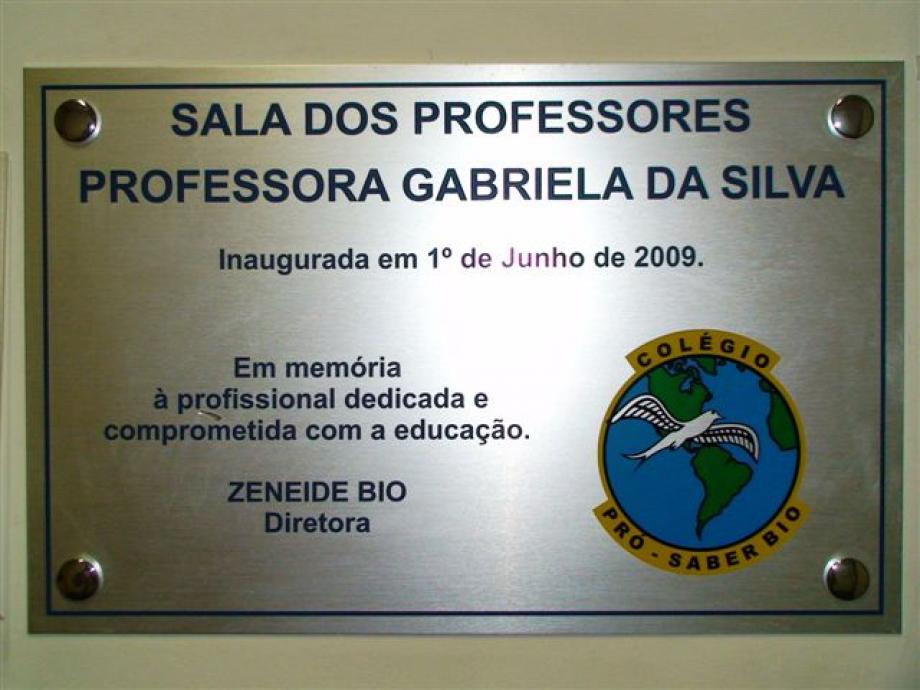 SALA DOS PROFESSORES
PROFESSORA GABRIELA DA SILVA
Inaugurada em 1º de Junho de 2009.
Em memória
à profissional dedicada e
comprometida com a educação.
ZENEIDE BIO
Diretora
COLÉGIO
PRÓ - SABER BIO